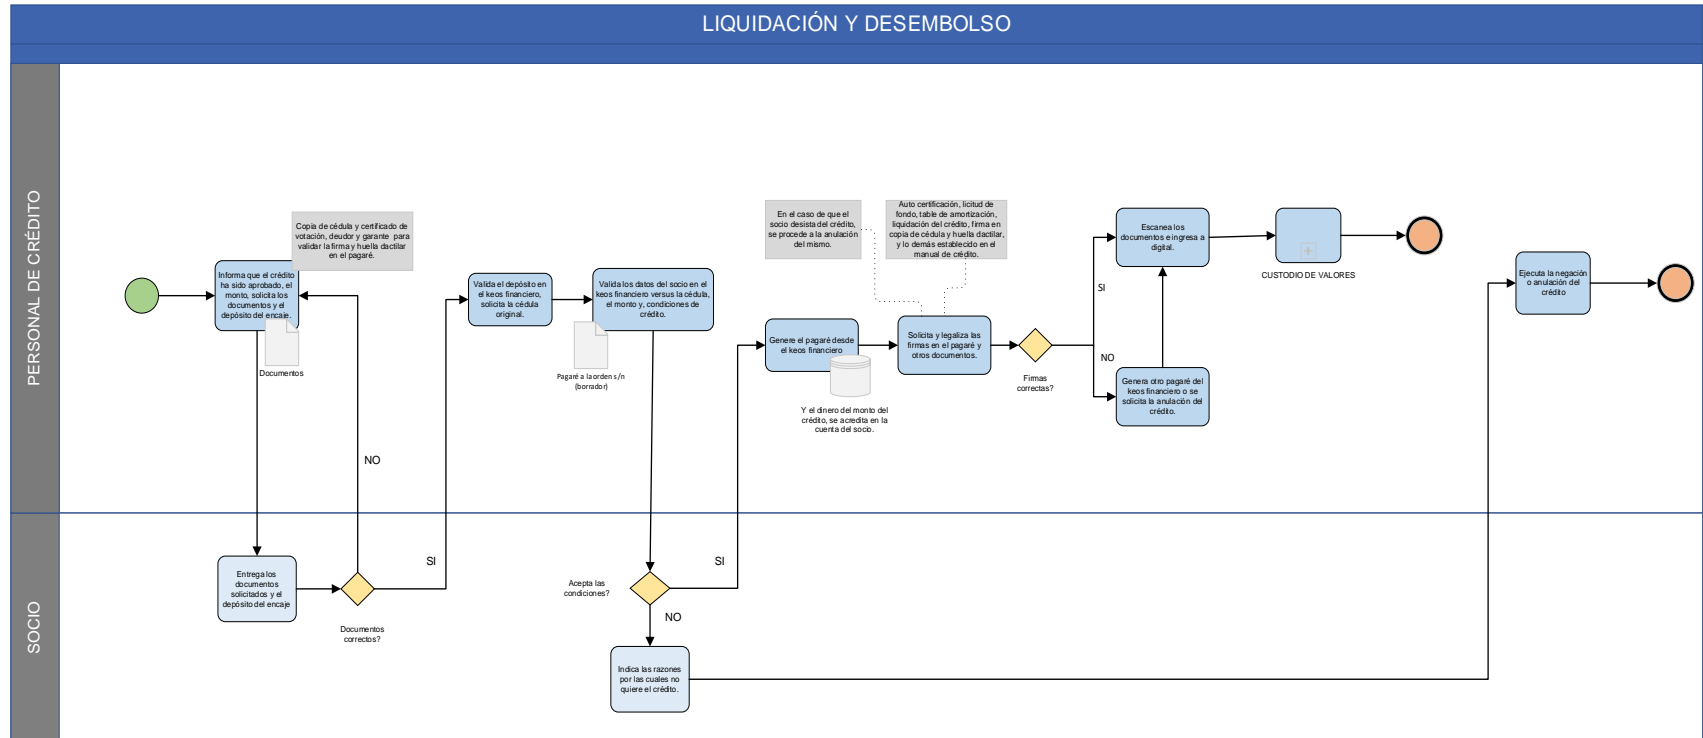 LIQUIDACIÓN Y DESEMBOLSO
PERSONAL DE CRÉDITO
Copia de cédula y certificado de
votación, deudor y garante para
validar la firma y huella dactilar
en el pagaré.
Informa que el crédito
ha sido aprobado, el
monto, solicita los
documentos y el
depósito del encaje.
Documentos
Valida el depósito en
el keos financiero,
solicita la cédula
original.
Valida los datos del socio en el
keos financiero versus la cédula,
el monto y, condiciones de
crédito.
Pagaré a la orden s/n
(borrador)
En el caso de que el
socio desista del crédito,
se procede a la anulación
del mismo.
Auto certificación, licitud de
fondo, table de amortización,
liquidación del crédito, firma en
copia de cédula y huella dactilar,
y lo demás establecido en el
manual de crédito.
Genere el pagaré desde
el keos financiero
Y el dinero del monto del
crédito, se acredita en la
cuenta del socio.
Solicita y legaliza las
firmas en el pagaré y
otros documentos.
Firmas
correctas?
SI
NO
Escanea los
documentos e ingresa a
digital.
Genera otro pagaré del
keos financiero o se
solicita la anulación del
crédito.
CUSTODIO DE VALORES
Ejecuta la negación
o anulación del
crédito
NO
SI
SI
SOCIO
Entrega los
documentos
solicitados y el
depósito del encaje
Documentos
correctos?
Acepta las
condiciones?
NO
Indica las razones
por las cuales no
quiere el crédito.